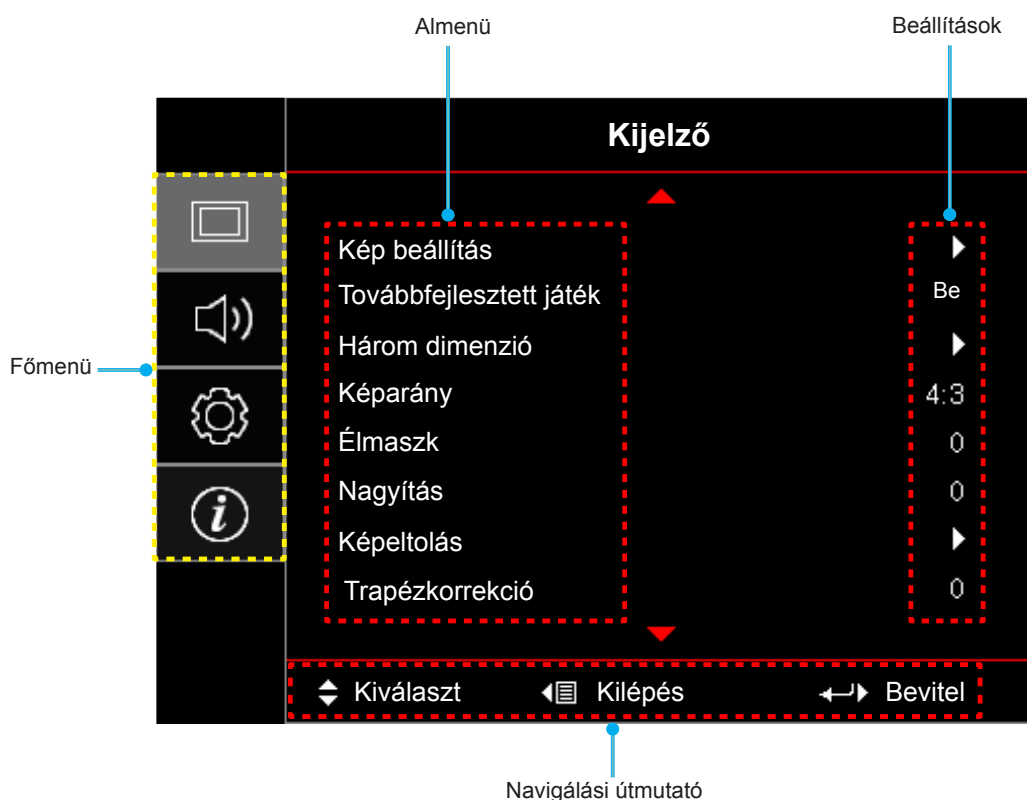 Almenü Beállítások
Kijelző
Kép beállítás
Továbbfejlesztett játék Be
Három dimenzió
Főmenü
Képarány 4:3
Élmaszk 0
Nagyítás 0
Képeltolás
Trapézkorrekció 0
Kiválaszt Kilépés Bevitel
Navigálási útmutató